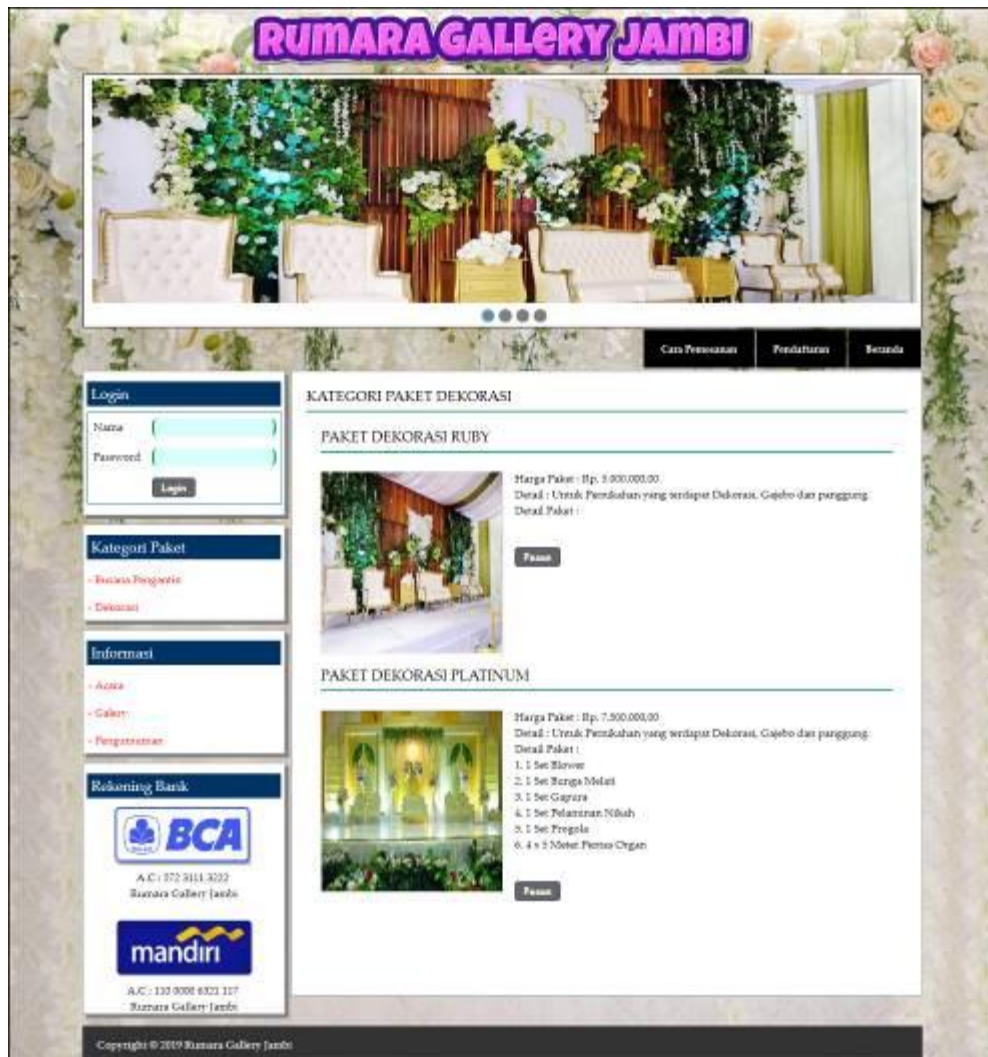 RUMARA GALLERY JAMBI
Cara Pemesanan
Pendaftaran
Beranda
Login
Nama
Password
Login
Kategori Paket
- Busana Pengantin
- Dekorasi
Informasi
- Acara
- Galery
- Pengumuman
Rekening Bank
BCA
Rumara Gallery Jambi
mandiri
Rumara Gallery Jambi
KATEGORI PAKET DEKORASI
PAKET DEKORASI RUBY
Harga Paket : Rp.
Detail : Untuk Pernikahan yang terdapat Dekorasi, Gajebo dan panggung.
Detail Paket :
Pesan
PAKET DEKORASI PLATINUM
Harga Paket : Rp. 7.500.000,00
Detail : Untuk Pernikahan yang terdapat Dekorasi, Gajebo dan panggung.
Detail Paket :
1. 1 Set Blower
2. 1 Set Bunga Melati
3. 1 Set Gapura
4. 1 Set Pelaminan Nikah
5. 1 Set Pregola
6. 4 x 5 Meter Pentas Organ
Pesan
Copyright © 2019 Rumara Gallery Jambi